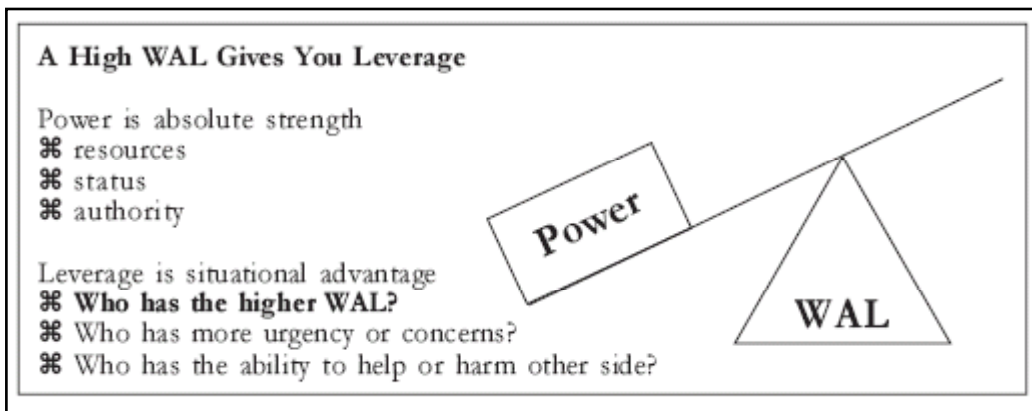 A High WAL Gives You Leverage
Power is absolute strength
⌘ resources
⌘ status
⌘ authority
Leverage is situational advantage
⌘ Who has the higher WAL?
⌘ Who has more urgency or concerns?
⌘ Who has the ability to help or harm other side?
Power
WAL